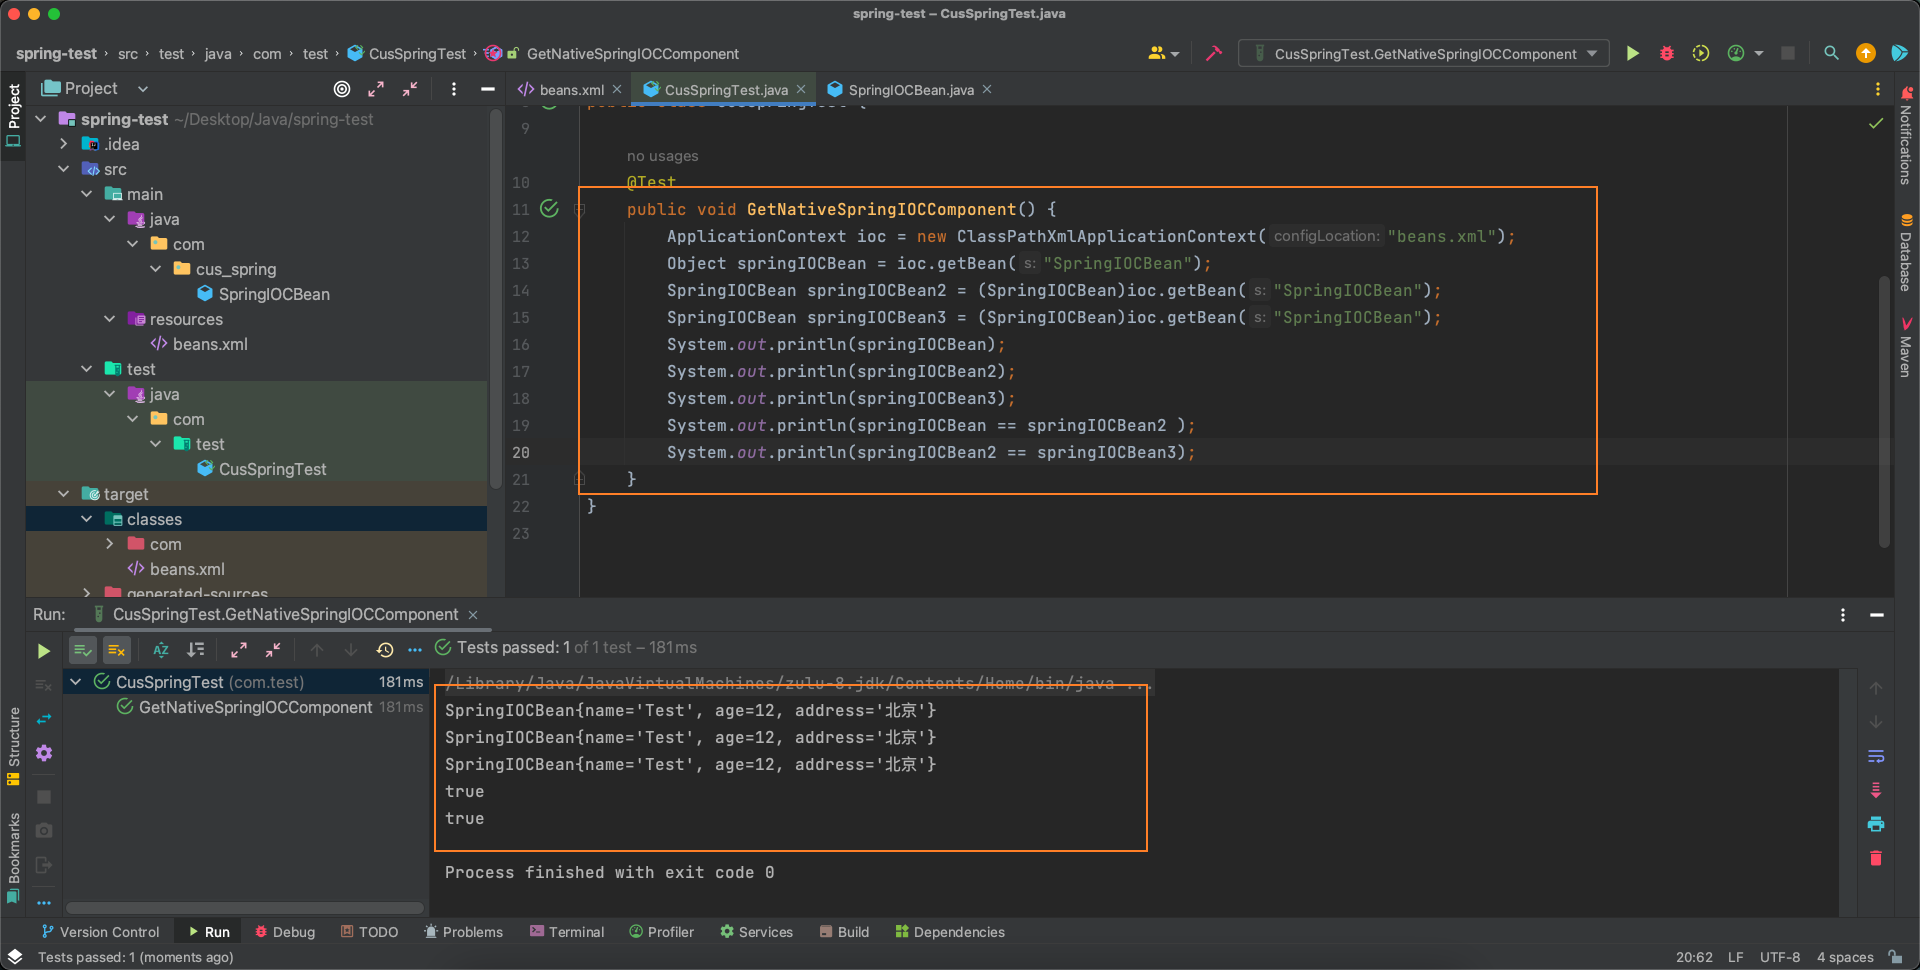 spring-test – CusSpringTest.java
spring-test › src › test › java › com › test › CusSpringTest › GetNativeSpringIOCComponent
CusSpringTest.GetNativeSpringIOCComponent
Project
beans.xml
CusSpringTest.java
SpringIOCBean.java
Project
spring-test ~/Desktop/Java/spring-test
.idea
src
main
java
com
cus_spring
SpringIOCBean
resources
beans.xml
test
java
com
test
CusSpringTest
target
classes
com
beans.xml
generated-sources
9
no usages
10 @Test
11 public void GetNativeSpringIOCComponent() {
12 ApplicationContext ioc = new ClassPathXmlApplicationContext( configLocation: "beans.xml");
13 Object springIOCBean = ioc.getBean( s: "SpringIOCBean");
14 SpringIOCBean springIOCBean2 = (SpringIOCBean)ioc.getBean( s: "SpringIOCBean");
15 SpringIOCBean springIOCBean3 = (SpringIOCBean)ioc.getBean( s: "SpringIOCBean");
16 System.out.println(springIOCBean);
17 System.out.println(springIOCBean2);
18 System.out.println(springIOCBean3);
19 System.out.println(springIOCBean == springIOCBean2 );
20 System.out.println(springIOCBean2 == springIOCBean3);
21 }
22 }
23
Notifications
Database
Maven
Run: CusSpringTest.GetNativeSpringIOCComponent
Tests passed: 1 of 1 test – 181ms
CusSpringTest (com.test) 181ms
GetNativeSpringIOCComponent 181ms
/Library/Java/JavaVirtualMachines/zulu-8.jdk/Contents/Home/bin/java ...
SpringIOCBean{name='Test', age=12, address='北京'}
SpringIOCBean{name='Test', age=12, address='北京'}
SpringIOCBean{name='Test', age=12, address='北京'}
true
true
Process finished with exit code 0
Structure
Bookmarks
Version Control Run Debug TODO Problems Terminal Profiler Services Build Dependencies
Tests passed: 1 (moments ago)
20:62 LF UTF-8 4 spaces